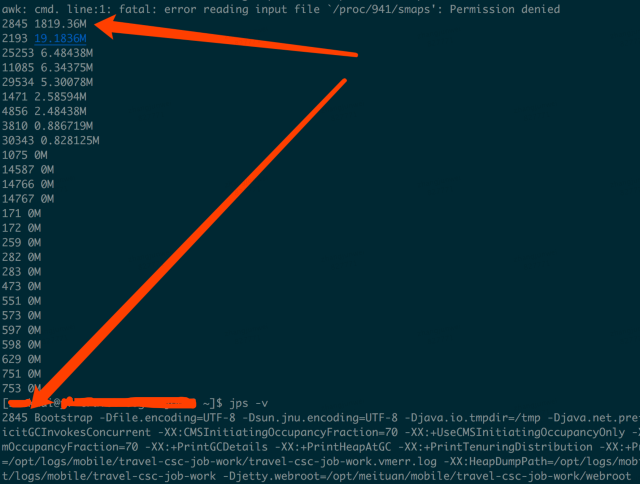 awk: cmd. line:1: fatal: error reading input file `/proc/941/smaps': Permission denied
2845 1819.36M
2193 19.1836M
25253 6.48438M
11085 6.34375M
29534 5.30078M
1471 2.58594M
4856 2.48438M
3810 0.886719M
30343 0.828125M
1075 0M
14587 0M
14766 0M
14767 0M
171 0M
172 0M
259 0M
282 0M
283 0M
473 0M
551 0M
573 0M
597 0M
598 0M
629 0M
751 0M
753 0M
~]$ jps -v
2845 Bootstrap -Dfile.encoding=UTF-8 -Dsun.jnu.encoding=UTF-8 -Djava.io.tmpdir=/tmp -Djava.net.pre
icitGCInvokesConcurrent -XX:CMSInitiatingOccupancyFraction=70 -XX:+UseCMSInitiatingOccupancyOnly -
mOccupancyFraction=70 -XX:+PrintGCDetails -XX:+PrintHeapAtGC -XX:+PrintTenuringDistribution -XX:+P
=/opt/logs/mobile/travel-csc-job-work/travel-csc-job-work.vmerr.log -XX:HeapDumpPath=/opt/logs/mob
t/logs/mobile/travel-csc-job-work -Djetty.webroot=/opt/meituan/mobile/travel-csc-job-work/webroot